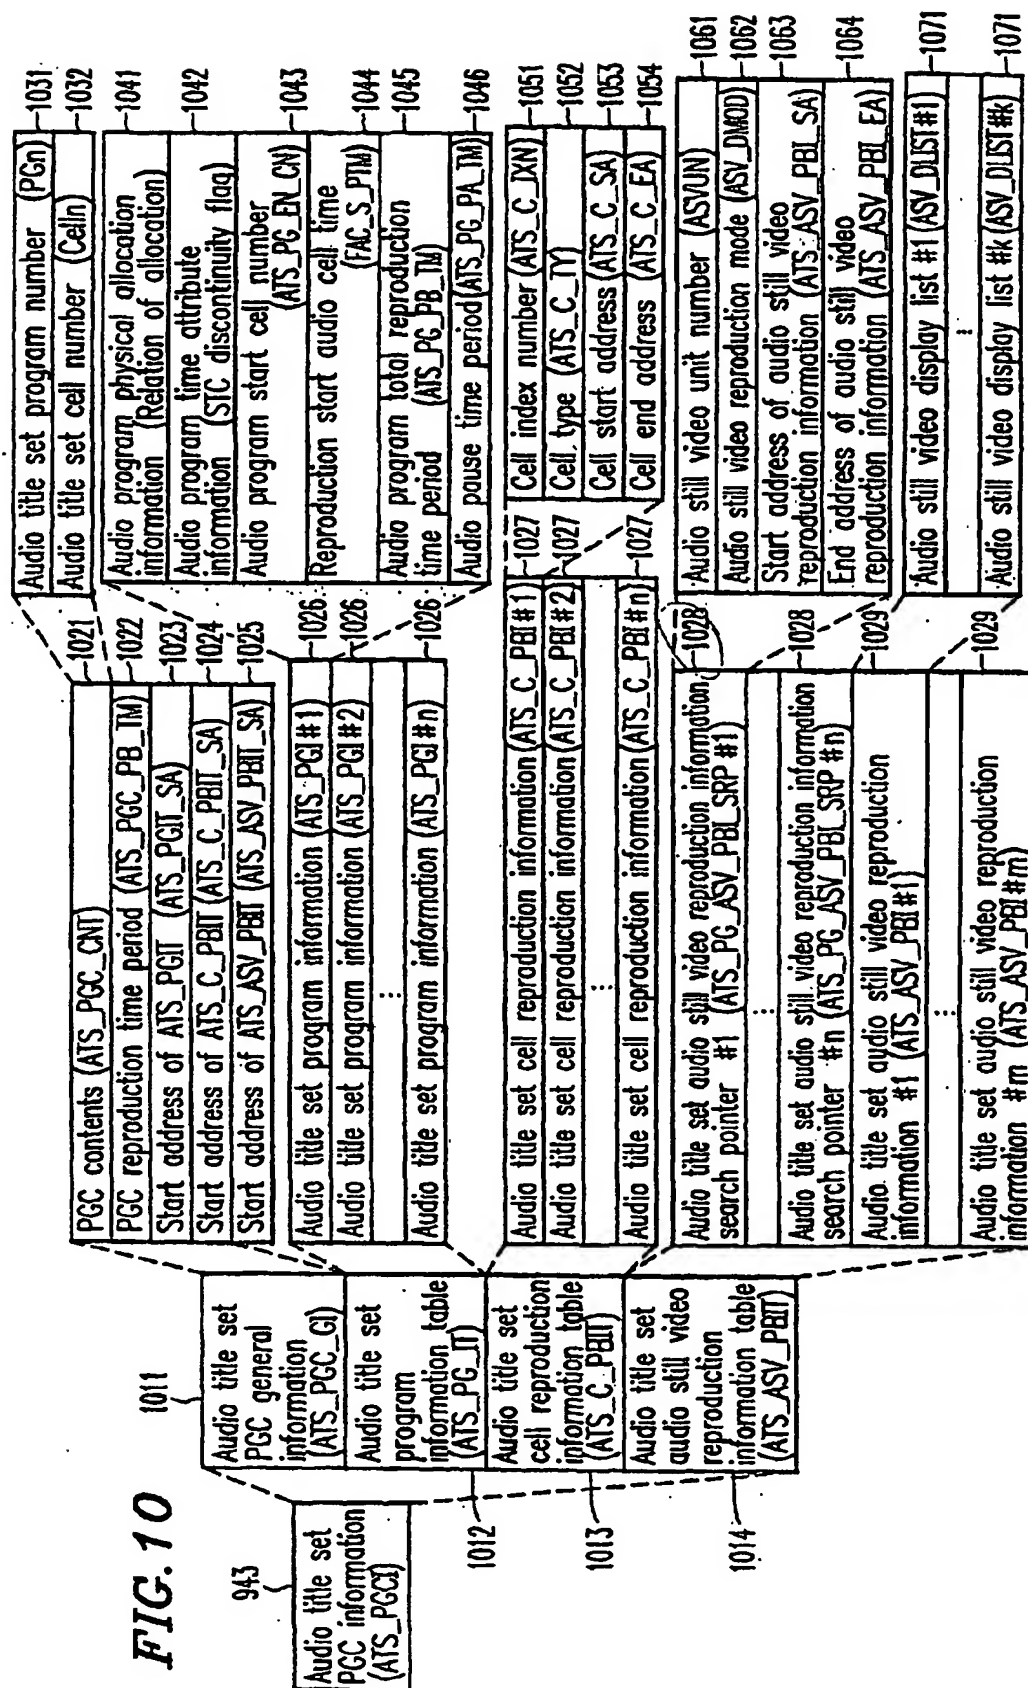 FIG. 10
943
Audio title set
PGC information
(ATS_PGCI)
1011
Audio title set
PGC general
information
(ATS_PGC_GI)
Audio title set
program
information table
(ATS_PG_IT)
1012
Audio title set
cell reproduction
information table
(ATS_C_PBIT)
1013
Audio title set
audio still video
reproduction
information table
(ATS_ASV_PBIT)
1014
PGC contents (ATS_PGC_CNT)
1021
PGC reproduction time period (ATS_PGC_PB_TM)
1022
Start address of ATS_PGIT (ATS_PGIT_SA)
1023
Start address of ATS_C_PBIT (ATS_C_PBIT_SA)
1024
Start address of ATS_ASV_PBIT (ATS_ASV_PBIT_SA)
1025
Audio title set program information (ATS_PGI#1)
1026
Audio title set program information (ATS_PGI#2)
1026
...
Audio title set program information (ATS_PGI#n)
1026
Audio title set cell reproduction information (ATS_C_PBI#1)
1027
Audio title set cell reproduction information (ATS_C_PBI#2)
1027
...
Audio title set cell reproduction information (ATS_C_PBI#n)
1027
Audio title set audio still video reproduction information
search pointer #1 (ATS_PG_ASV_PBI_SRP#1)
1028
...
Audio title set audio still video reproduction information
search pointer #n (ATS_PG_ASV_PBI_SRP#n)
1028
Audio title set audio still video reproduction
information #1 (ATS_ASV_PBI#1)
1029
...
Audio title set audio still video reproduction
information #m (ATS_ASV_PBI#m)
1029
Audio title set program number (PGn)
1031
Audio title set cell number (Celln)
1032
Audio program physical allocation
information (Relation of allocation)
1041
Audio program time attribute
information (STC discontinuity flag)
1042
Audio program start cell number
(ATS_PG_EN_CN)
1043
Reproduction start audio cell time
(FAC_S_PTM)
1044
Audio program total reproduction
time period (ATS_PG_PB_TM)
1045
Audio pause time period (ATS_PG_PA_TM)
1046
Cell index number (ATS_C_IXN)
1051
Cell type (ATS_C_TY)
1052
Cell start address (ATS_C_SA)
1053
Cell end address (ATS_C_EA)
1054
Audio still video unit number (ASVUN)
1061
Audio still video reproduction mode (ASV_DMOD)
1062
Start address of audio still video
reproduction information (ATS_ASV_PBI_SA)
1063
End address of audio still video
reproduction information (ATS_ASV_PBI_EA)
1064
Audio still video display list #1 (ASV_DLIST#1)
1071
...
Audio still video display list #k (ASV_DLIST#k)
1071